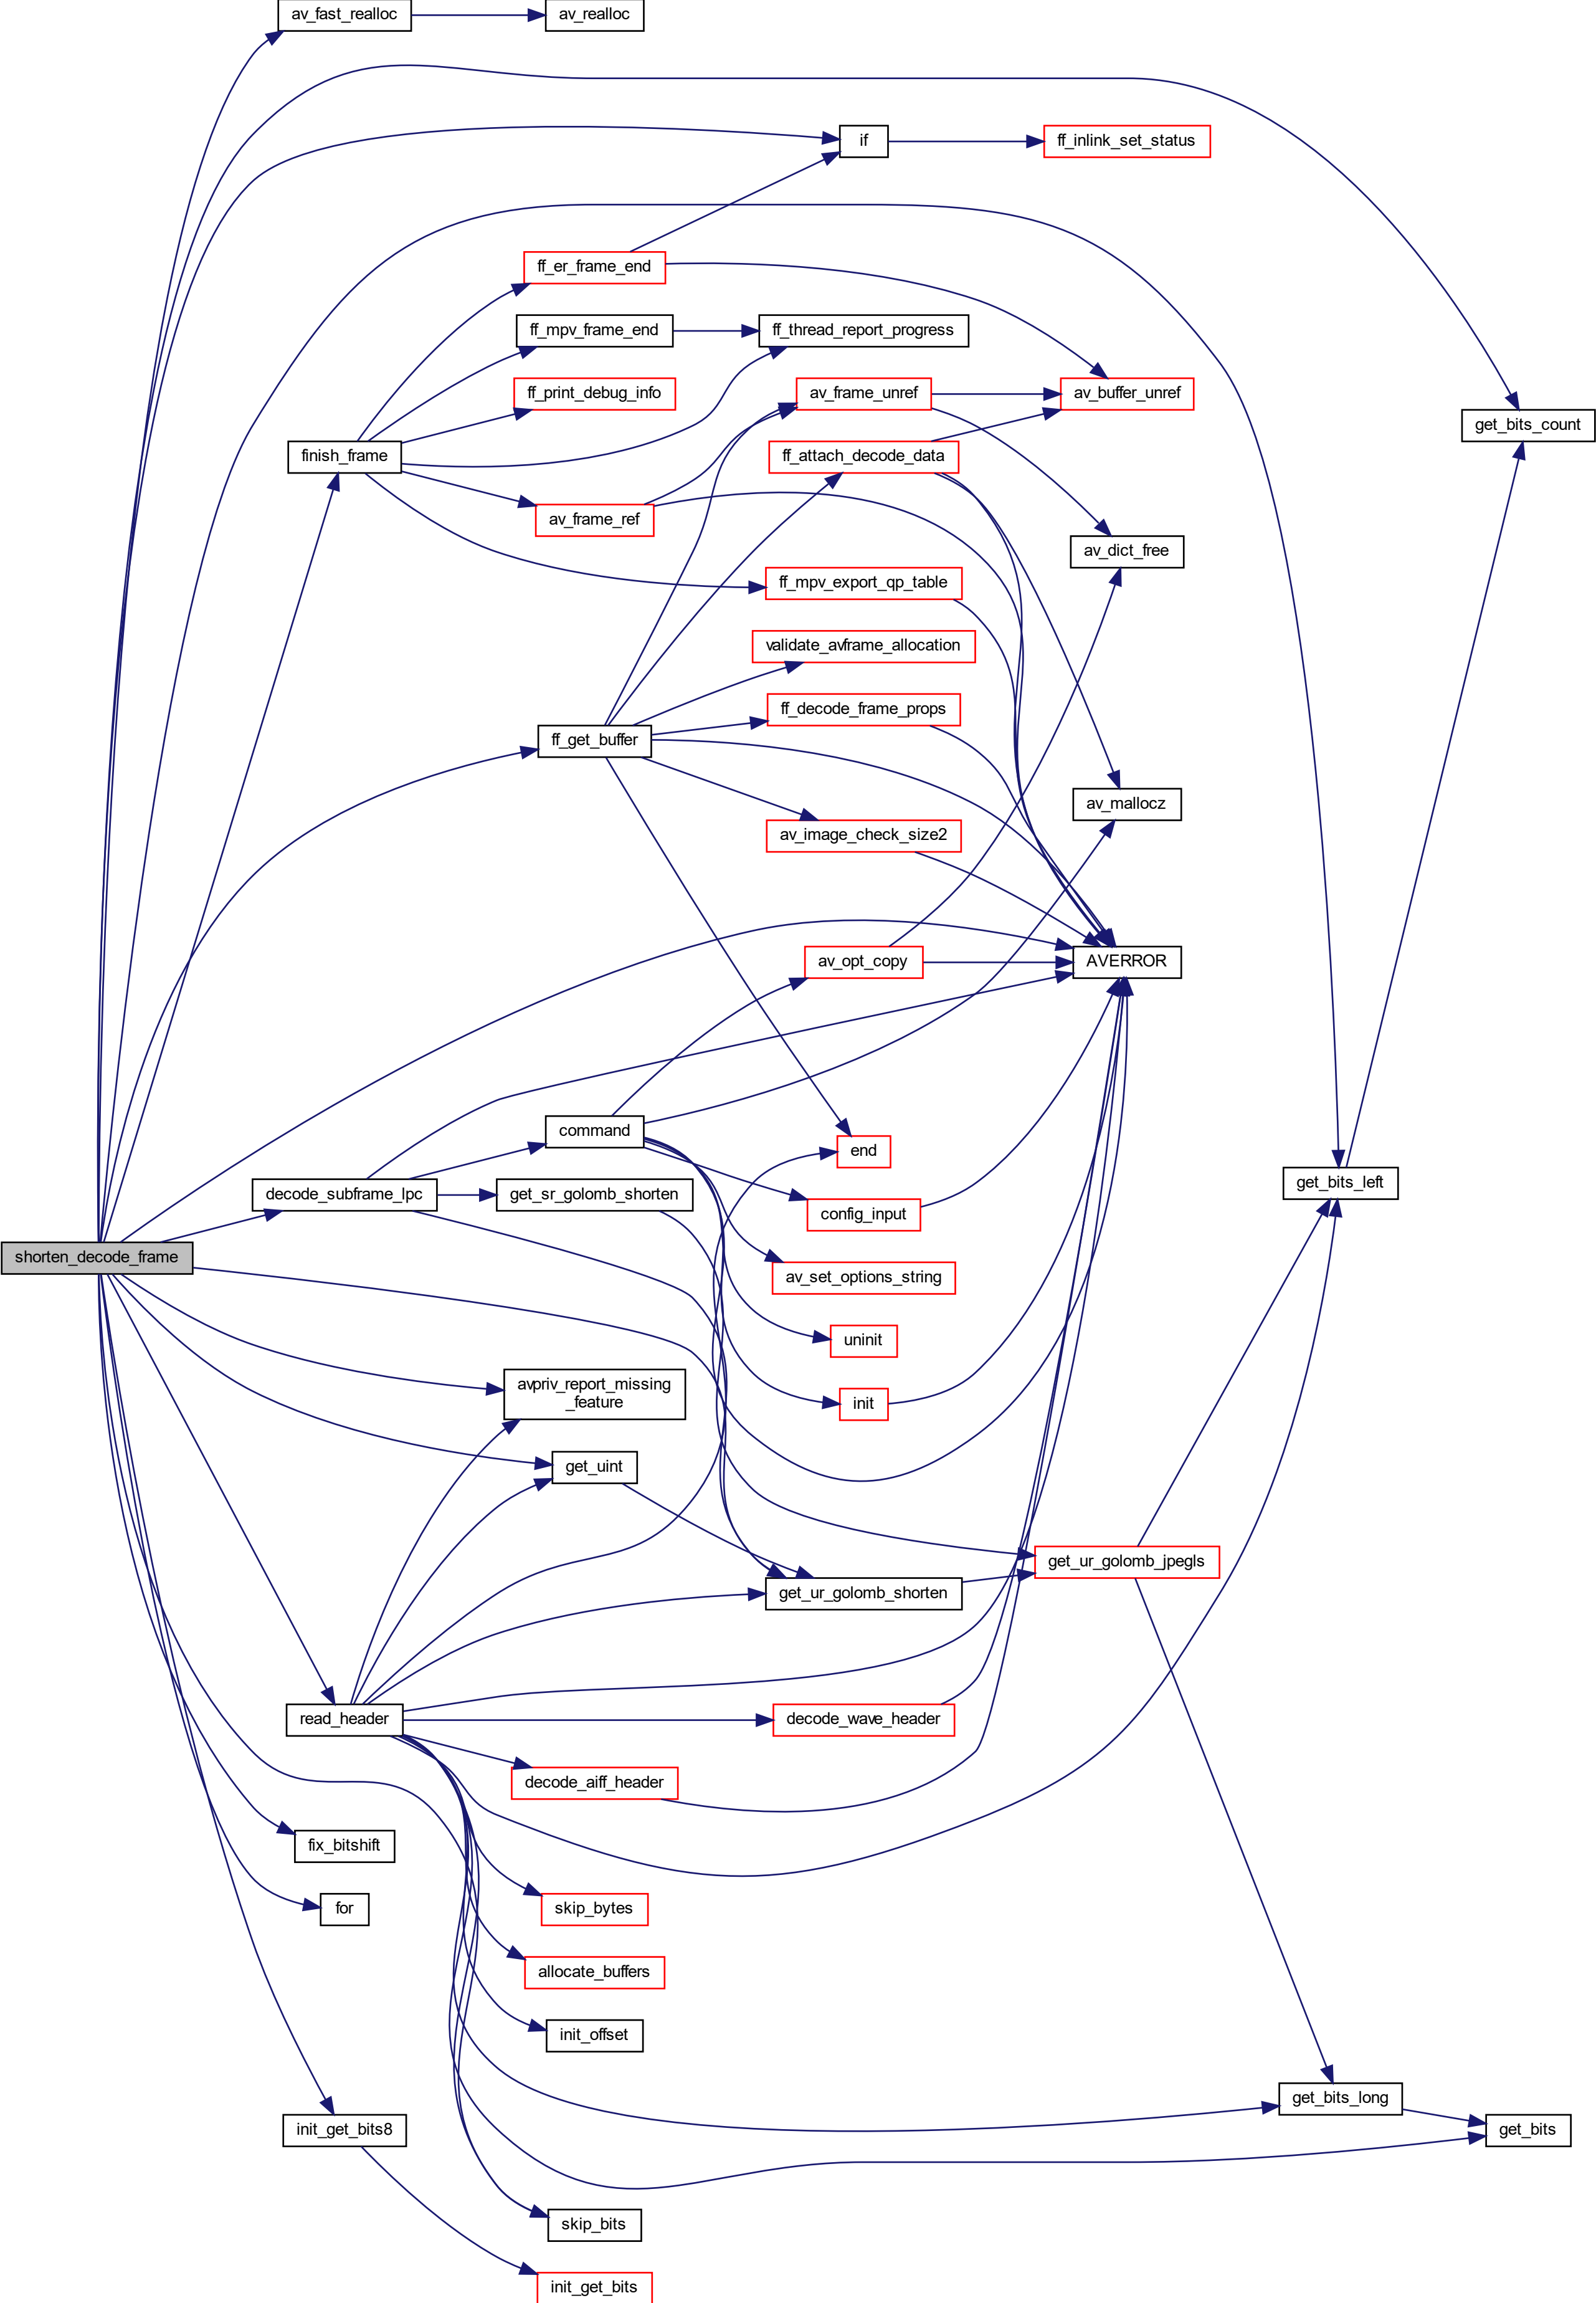 av_fast_realloc
av_realloc
if
ff_inlink_set_status
ff_er_frame_end
ff_mpv_frame_end
ff_thread_report_progress
ff_print_debug_info
av_frame_unref
av_buffer_unref
get_bits_count
finish_frame
ff_attach_decode_data
av_frame_ref
av_dict_free
ff_mpv_export_qp_table
validate_avframe_allocation
ff_decode_frame_props
ff_get_buffer
av_mallocz
av_image_check_size2
av_opt_copy
AVERROR
command
end
get_bits_left
decode_subframe_lpc
get_sr_golomb_shorten
config_input
shorten_decode_frame
av_set_options_string
uninit
avpriv_report_missing
_feature
init
get_uint
get_ur_golomb_jpegls
get_ur_golomb_shorten
read_header
decode_wave_header
decode_aiff_header
fix_bitshift
for
skip_bytes
allocate_buffers
init_offset
get_bits_long
init_get_bits8
get_bits
skip_bits
init_get_bits